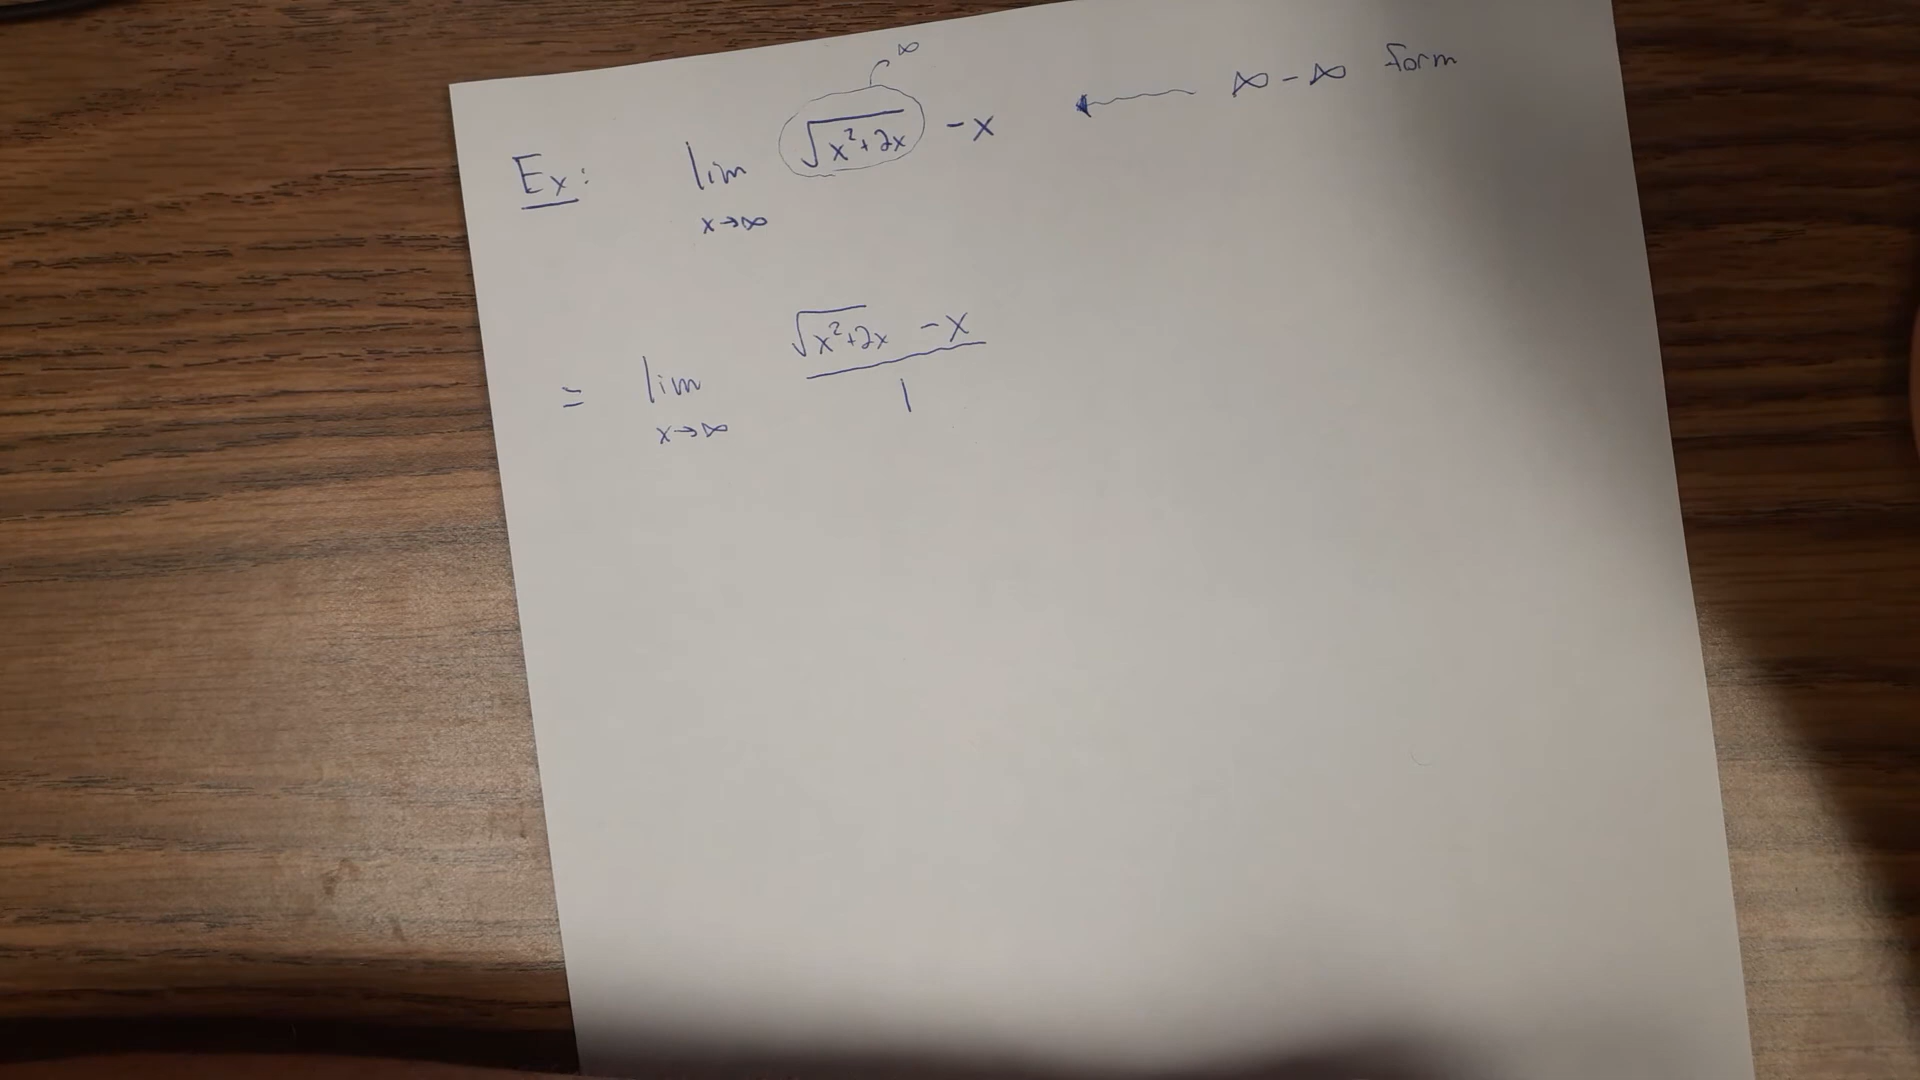 ∞
Ex: lim √(x²+2x) - x ← ∞ - ∞ form
x→∞
= lim (√(x²+2x) - x)/1
x→∞